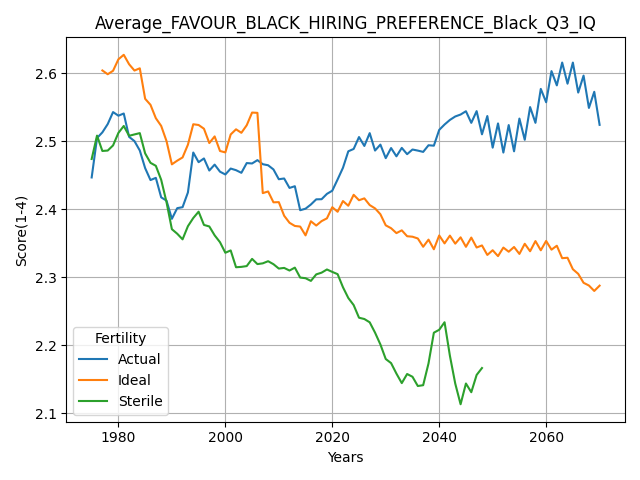 Average_FAVOUR_BLACK_HIRING_PREFERENCE_Black_Q3_IQ
Score(1-4)
2.6
2.5
2.4
2.3
2.2
2.1
Fertility
Actual
Ideal
Sterile
1980 2000 2020 2040 2060
Years